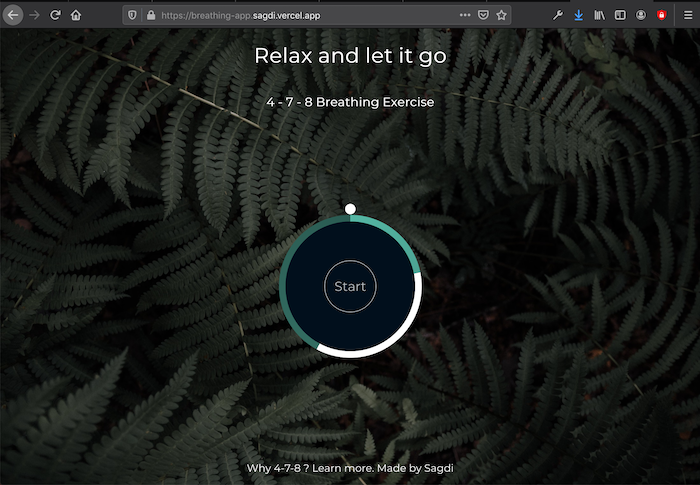 https://breathing-app.sagdi.vercel.app
Relax and let it go
4 - 7 - 8 Breathing Exercise
Start
Why 4-7-8 ? Learn more. Made by Sagdi